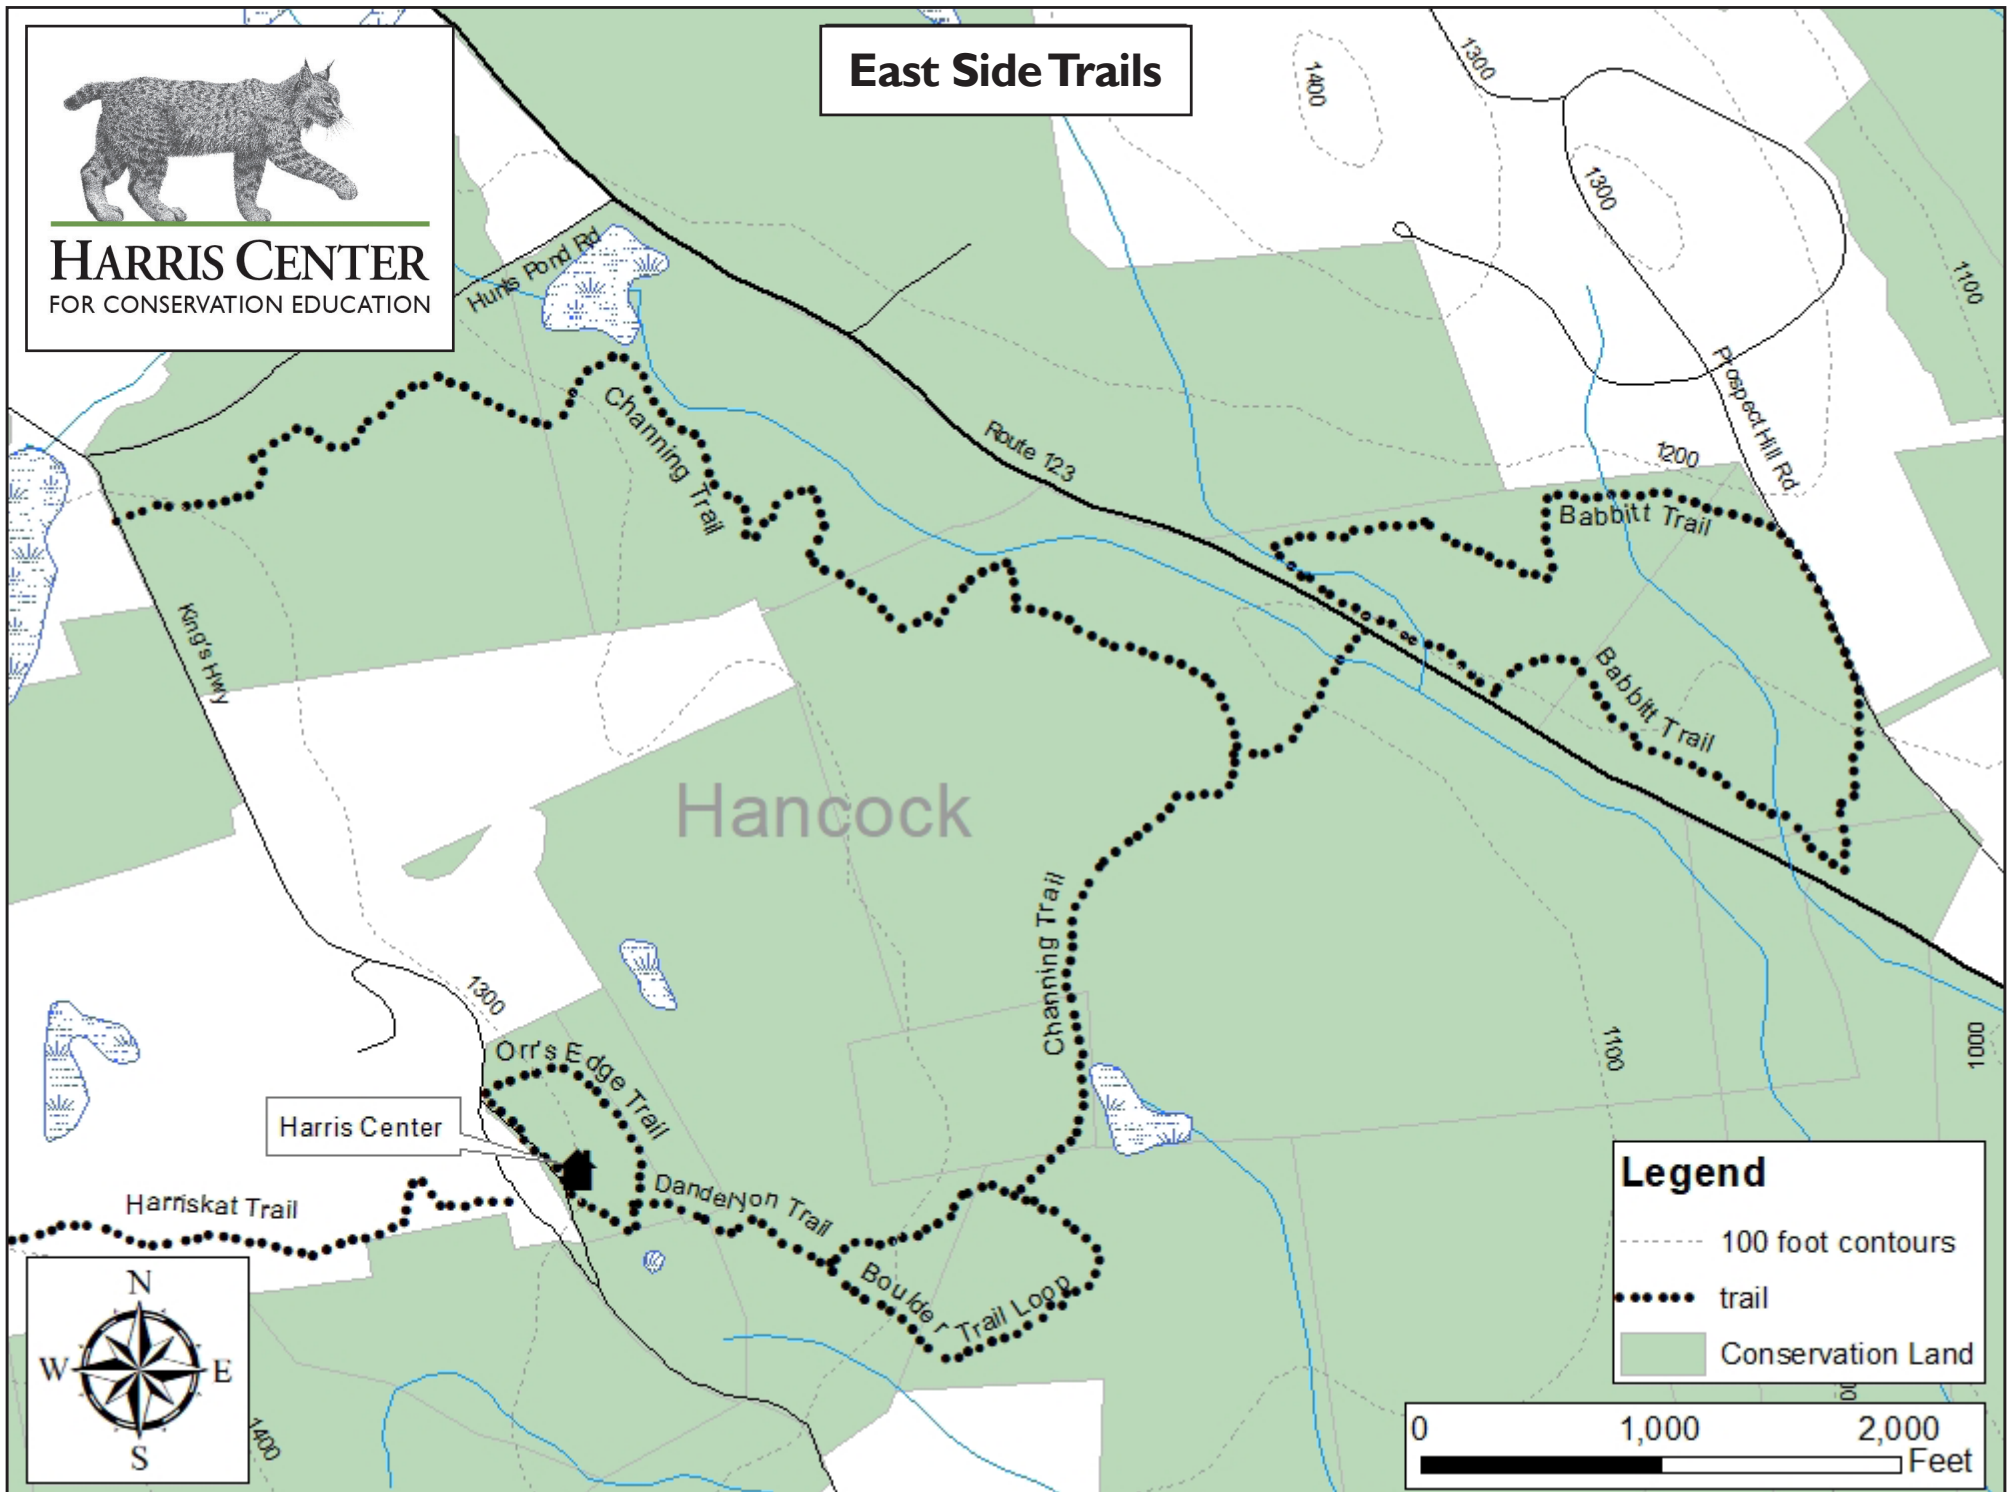 East Side Trails
HARRIS CENTER
FOR CONSERVATION EDUCATION
1300
1400
1300
1100
Hunts Pond Rd
Channing Trail
Route 123
Prospect Hill Rd
1200
Babbitt Trail
King's Hwy
Babbitt Trail
Hancock
Channing Trail
1300
Orr's Edge Trail
1100
1000
Harris Center
Harriskat Trail
Dandelyon Trail
Boulder Trail Loop
1400
N
W
E
S
Legend
100 foot contours
trail
Conservation Land
0 1,000 2,000
Feet